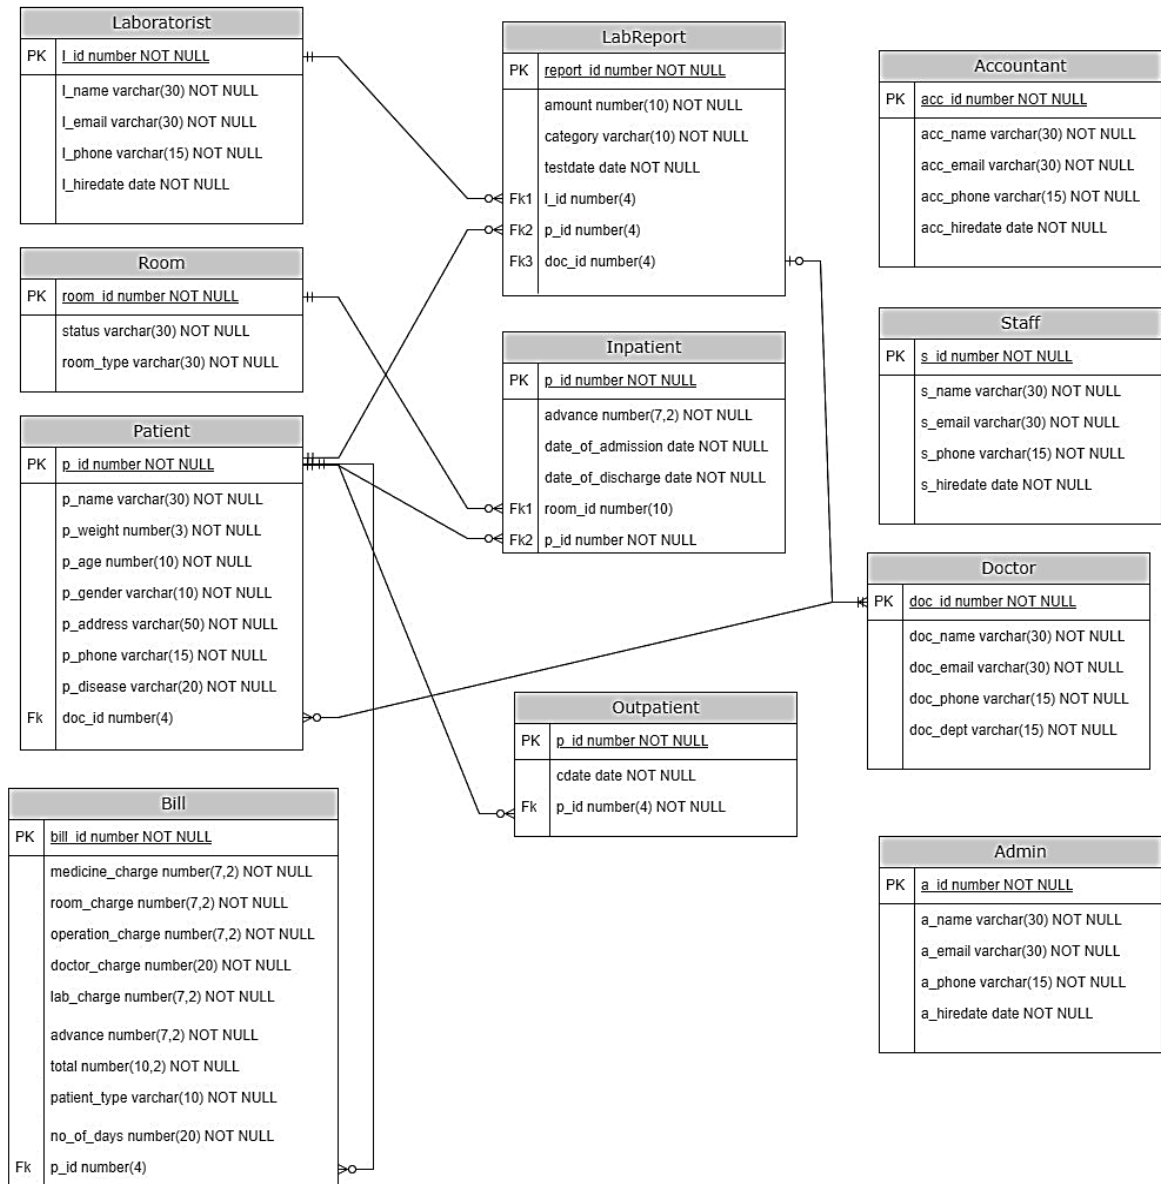 Laboratorist
PK l_id number NOT NULL
l_name varchar(30) NOT NULL
l_email varchar(30) NOT NULL
l_phone varchar(15) NOT NULL
l_hiredate date NOT NULL
Room
PK room_id number NOT NULL
status varchar(30) NOT NULL
room_type varchar(30) NOT NULL
Patient
PK p_id number NOT NULL
p_name varchar(30) NOT NULL
p_weight number(3) NOT NULL
p_age number(10) NOT NULL
p_gender varchar(10) NOT NULL
p_address varchar(50) NOT NULL
p_phone varchar(15) NOT NULL
p_disease varchar(20) NOT NULL
Fk doc_id number(4)
Bill
PK bill_id number NOT NULL
medicine_charge number(7,2) NOT NULL
room_charge number(7,2) NOT NULL
operation_charge number(7,2) NOT NULL
doctor_charge number(20) NOT NULL
lab_charge number(7,2) NOT NULL
advance number(7,2) NOT NULL
total number(10,2) NOT NULL
patient_type varchar(10) NOT NULL
no_of_days number(20) NOT NULL
Fk p_id number(4)
LabReport
PK report_id number NOT NULL
amount number(10) NOT NULL
category varchar(10) NOT NULL
testdate date NOT NULL
Fk1 l_id number(4)
Fk2 p_id number(4)
Fk3 doc_id number(4)
Inpatient
PK p_id number NOT NULL
advance number(7,2) NOT NULL
date_of_admission date NOT NULL
date_of_discharge date NOT NULL
Fk1 room_id number(10)
Fk2 p_id number NOT NULL
Outpatient
PK p_id number NOT NULL
cdate date NOT NULL
Fk p_id number(4) NOT NULL
Accountant
PK acc_id number NOT NULL
acc_name varchar(30) NOT NULL
acc_email varchar(30) NOT NULL
acc_phone varchar(15) NOT NULL
acc_hiredate date NOT NULL
Staff
PK s_id number NOT NULL
s_name varchar(30) NOT NULL
s_email varchar(30) NOT NULL
s_phone varchar(15) NOT NULL
s_hiredate date NOT NULL
Doctor
PK doc_id number NOT NULL
doc_name varchar(30) NOT NULL
doc_email varchar(30) NOT NULL
doc_phone varchar(15) NOT NULL
doc_dept varchar(15) NOT NULL
Admin
PK a_id number NOT NULL
a_name varchar(30) NOT NULL
a_email varchar(30) NOT NULL
a_phone varchar(15) NOT NULL
a_hiredate date NOT NULL